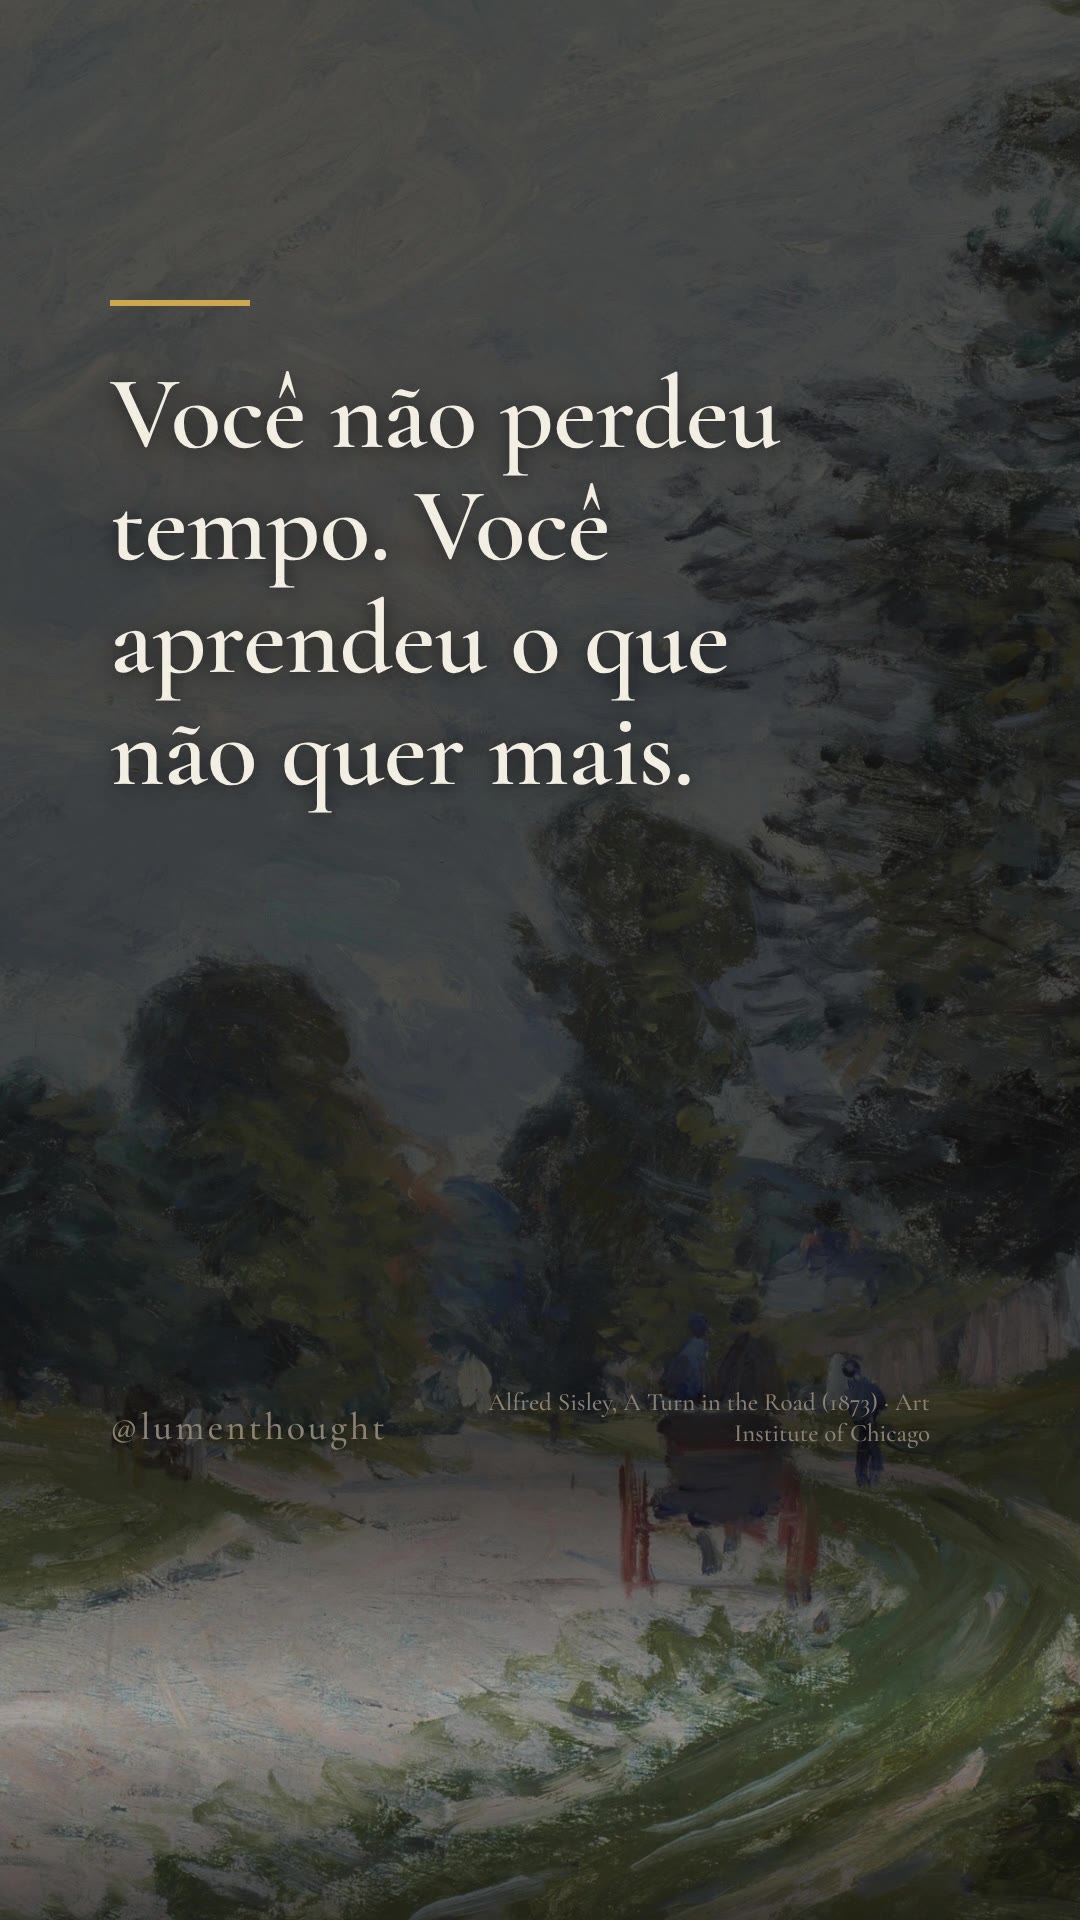 Você não perdeu
tempo. Você
aprendeu o que
não quer mais.
@lumenthought
Alfred Sisley, A Turn in the Road (1873) · Art
Institute of Chicago